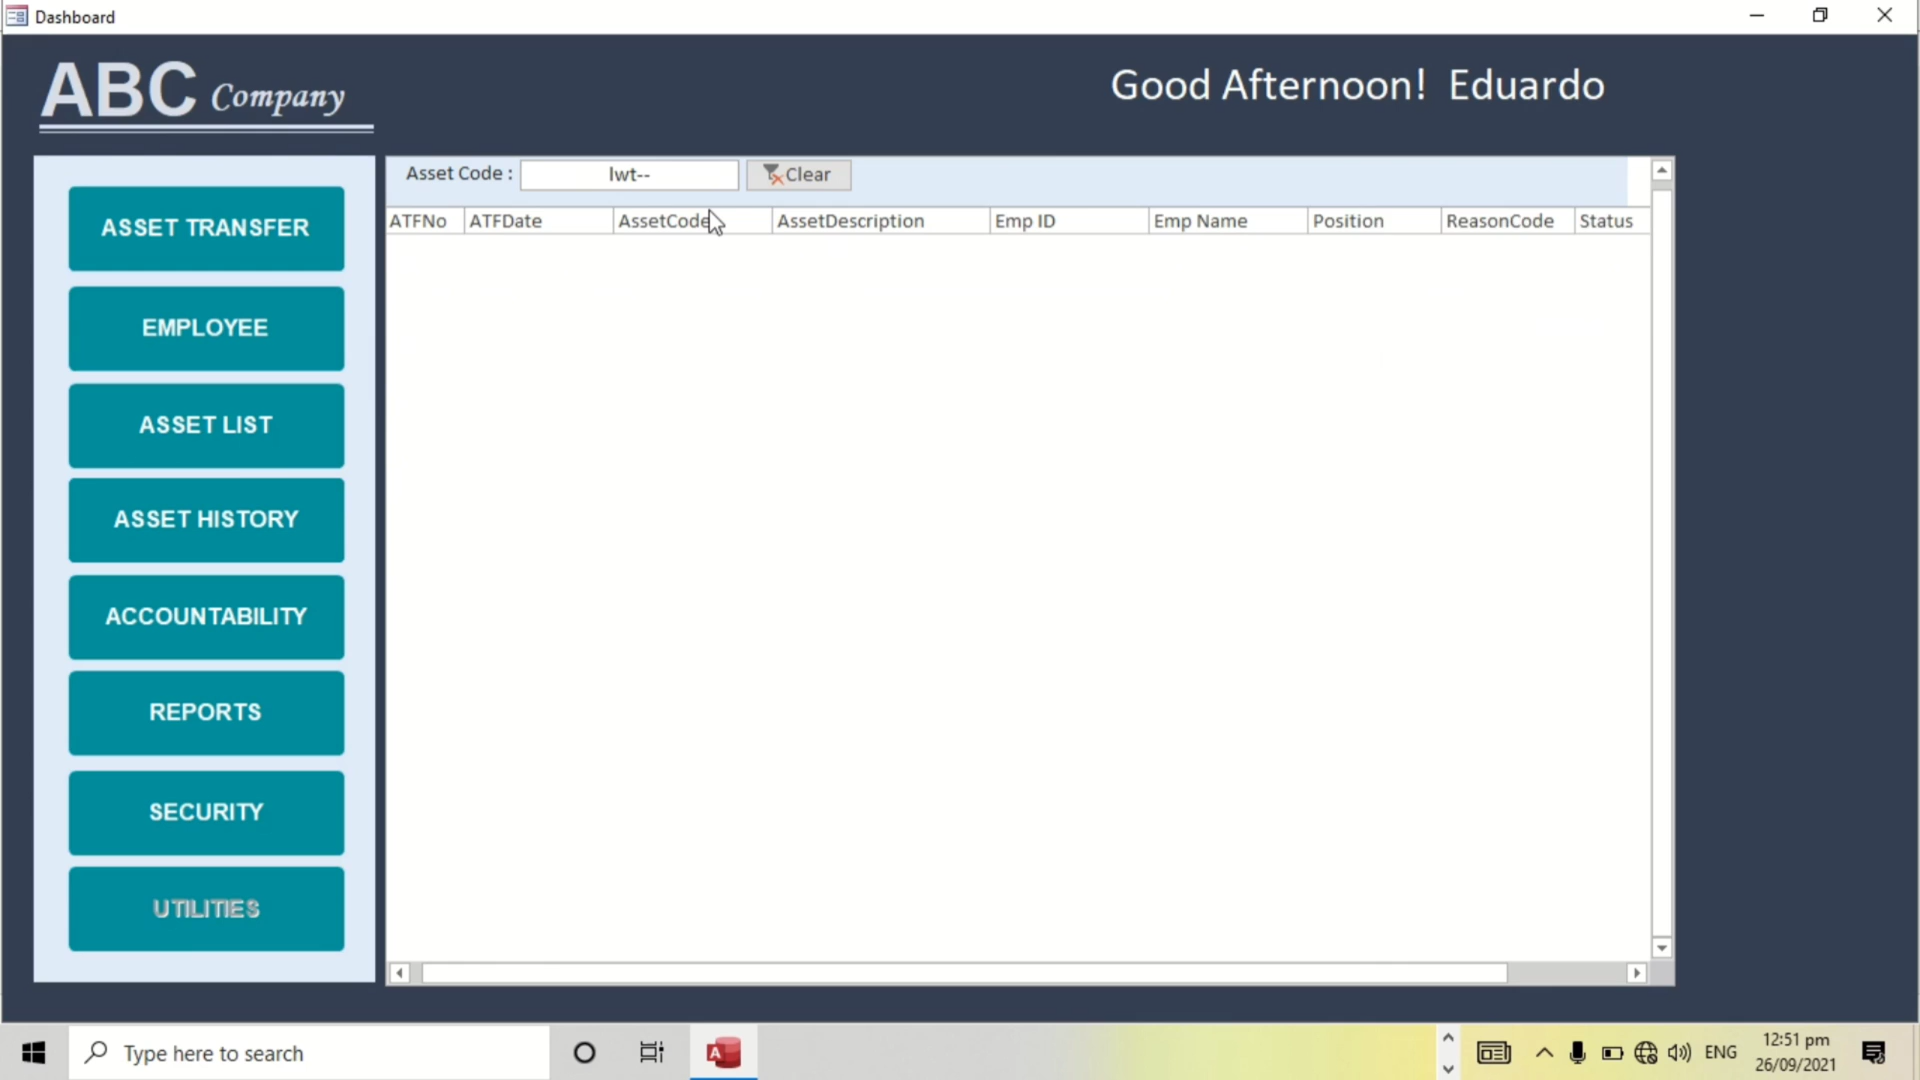 Dashboard
ABC Company
Good Afternoon! Eduardo
Asset Code :
lwt--
Clear
ATFNo
ATFDate
AssetCode
AssetDescription
Emp ID
Emp Name
Position
ReasonCode
Status
ASSET TRANSFER
EMPLOYEE
ASSET LIST
ASSET HISTORY
ACCOUNTABILITY
REPORTS
SECURITY
UTILITIES
Type here to search
A
ENG
12:51 pm
26/09/2021